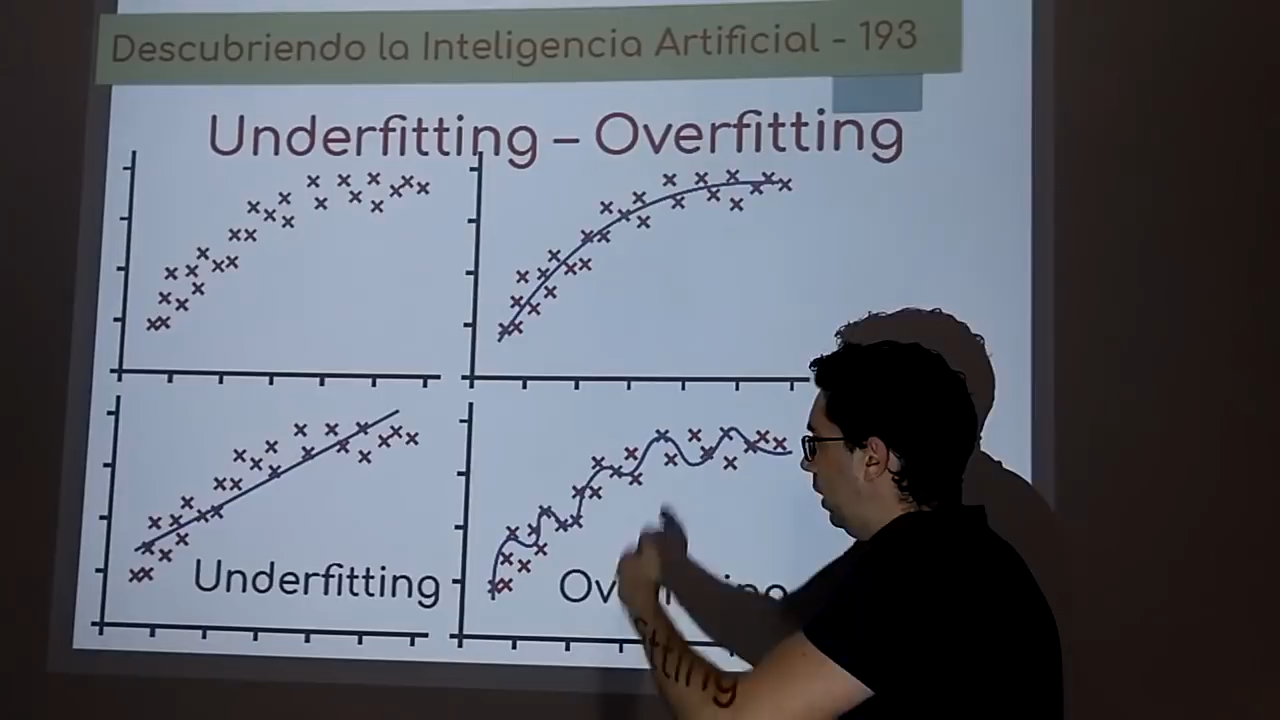 Descubriendo la Inteligencia Artificial - 193
Underfitting – Overfitting
Underfitting